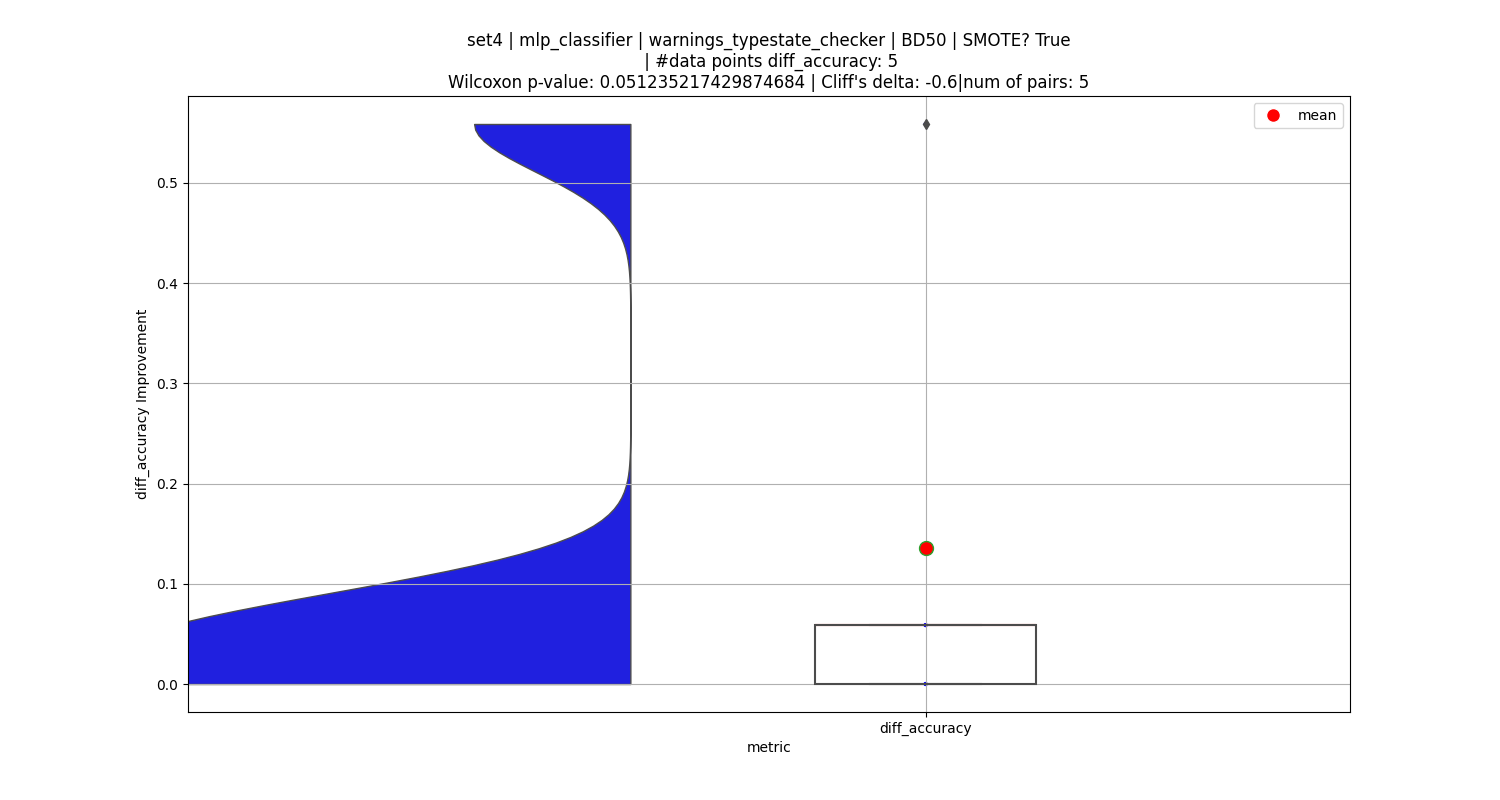 set4 | mlp_classifier | warnings_typestate_checker | BD50 | SMOTE? True
| #data points diff_accuracy: 5
Wilcoxon p-value: 0.051235217429874684 | Cliff's delta: -0.6|num of pairs: 5
mean
0.5
0.4
0.3
0.2
0.1
0.0
diff_accuracy Improvement
diff_accuracy
metric